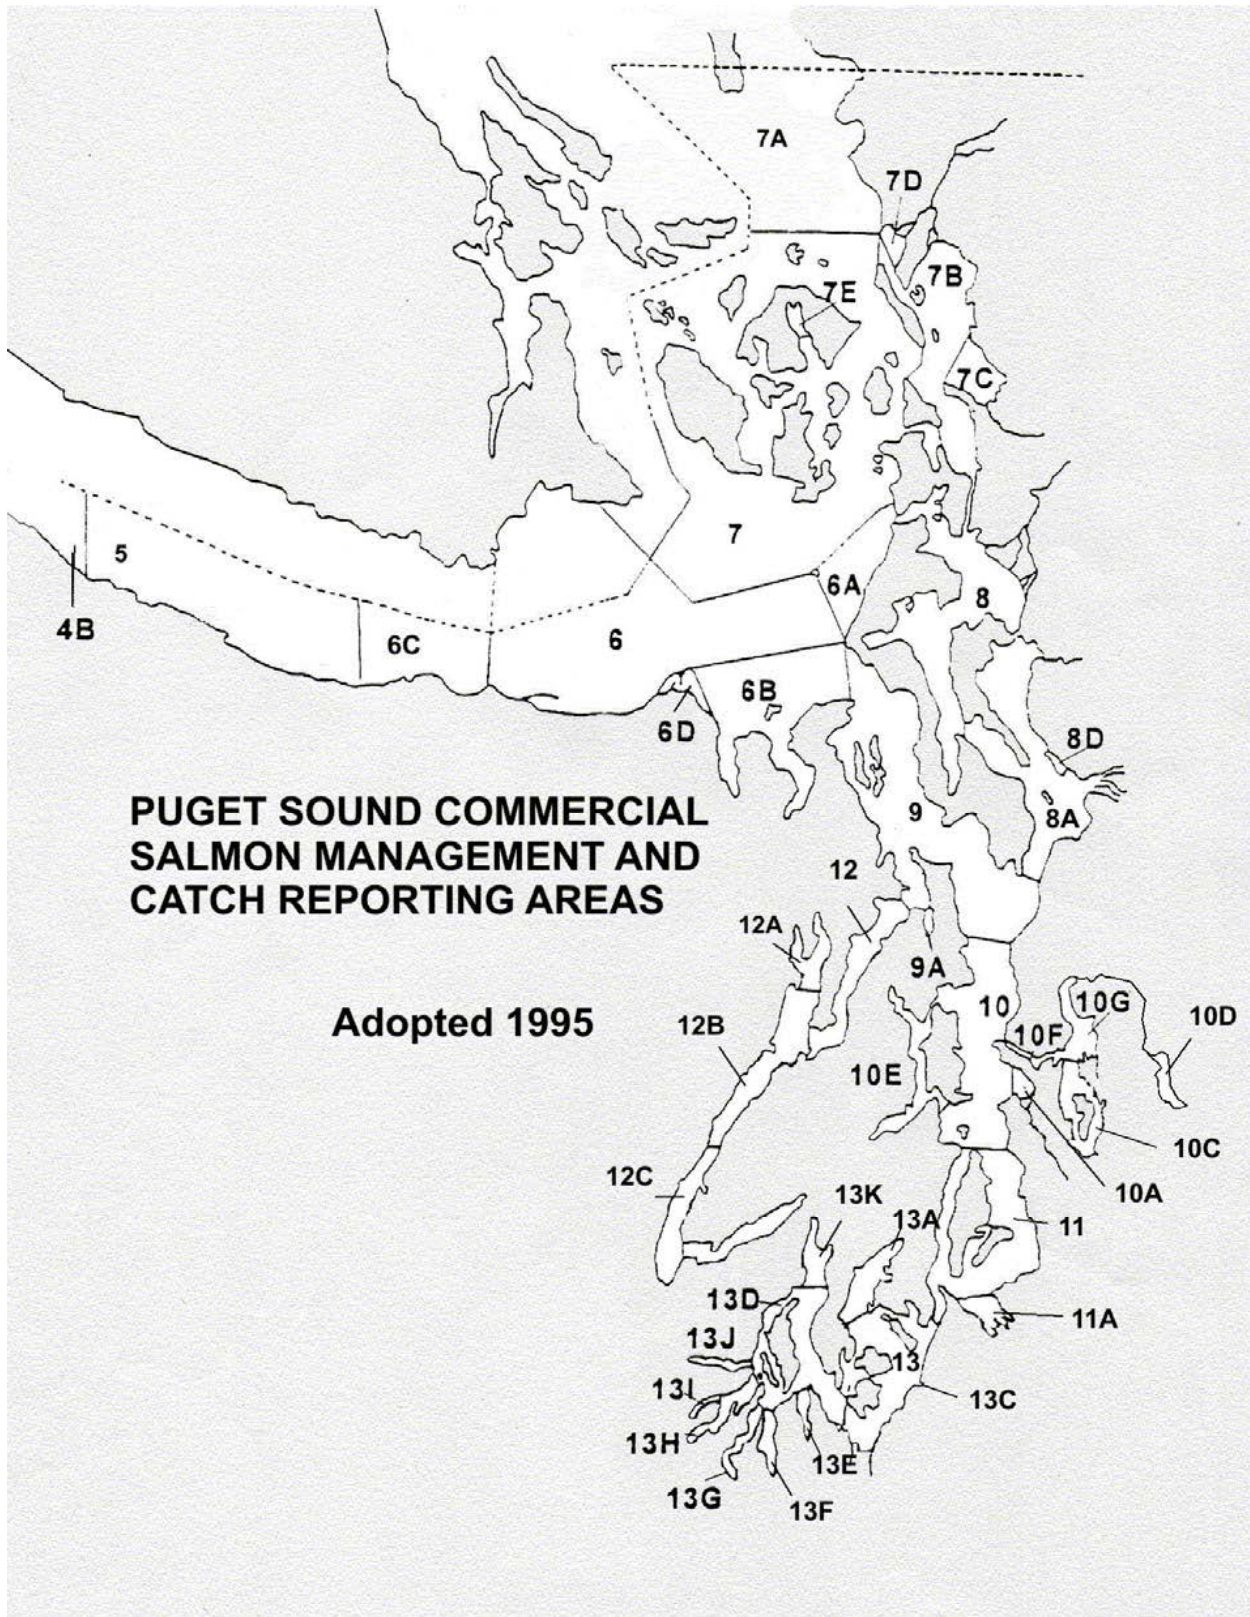 7A
7D
7B
7E
7C
7
5
6A
8
4B
6C
6
6B
6D
8D
9
8A
PUGET SOUND COMMERCIAL
SALMON MANAGEMENT AND
CATCH REPORTING AREAS
12
12A
9A
10
10G
10D
Adopted 1995
12B
10F
10E
10C
12C
10A
13K
13A
11
13D
11A
13J
13
13I
13C
13H
13E
13G
13F